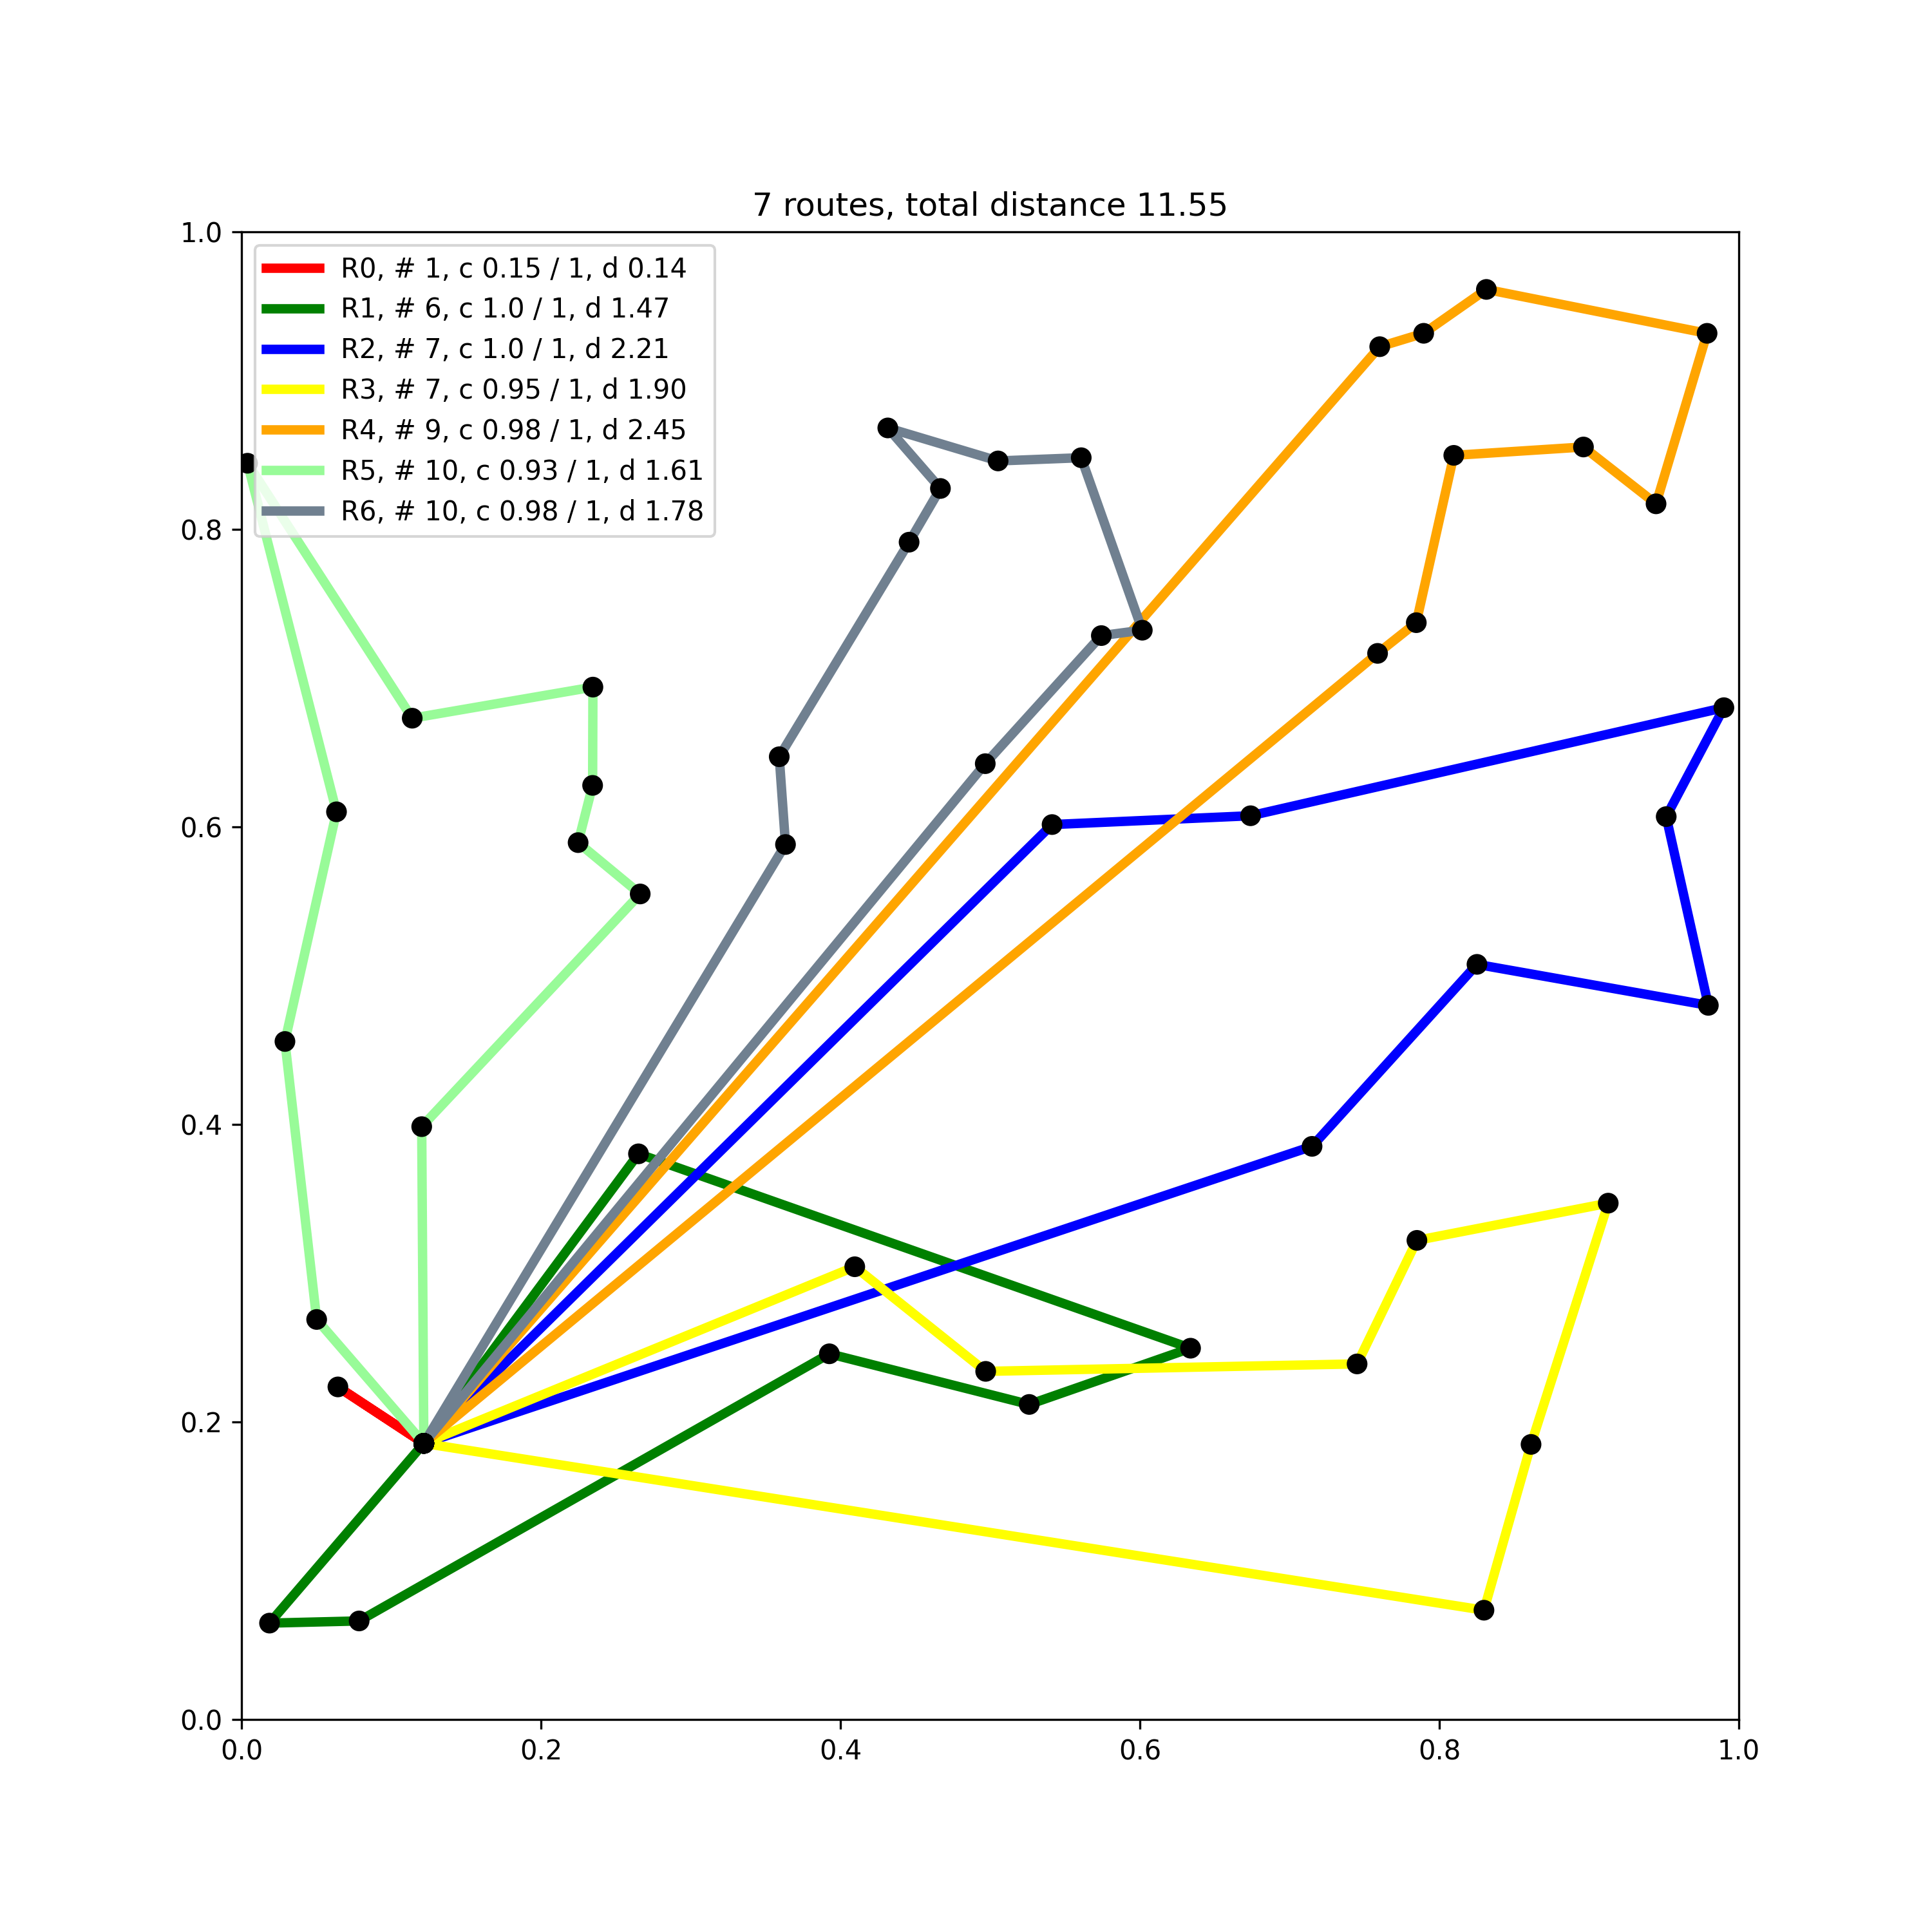 7 routes, total distance 11.55
1.0
R0, # 1, c 0.15 / 1, d 0.14
R1, # 6, c 1.0 / 1, d 1.47
R2, # 7, c 1.0 / 1, d 2.21
R3, # 7, c 0.95 / 1, d 1.90
R4, # 9, c 0.98 / 1, d 2.45
R5, # 10, c 0.93 / 1, d 1.61
R6, # 10, c 0.98 / 1, d 1.78
0.8
0.6
0.4
0.2
0.0
0.0 0.2 0.4 0.6 0.8 1.0